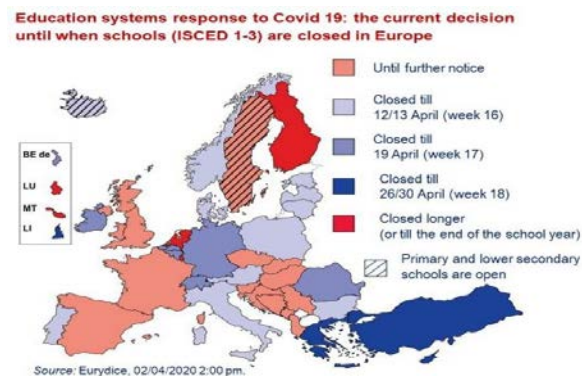 Education systems response to Covid 19: the current decision
until when schools (ISCED 1-3) are closed in Europe
Until further notice
Closed till
12/13 April (week 16)
Closed till
19 April (week 17)
Closed till
26/30 April (week 18)
Closed longer
(or till the end of the school year)
Primary and lower secondary
schools are open
BE de
LU
MT
LI
Source: Eurydice, 02/04/2020 2:00 pm.